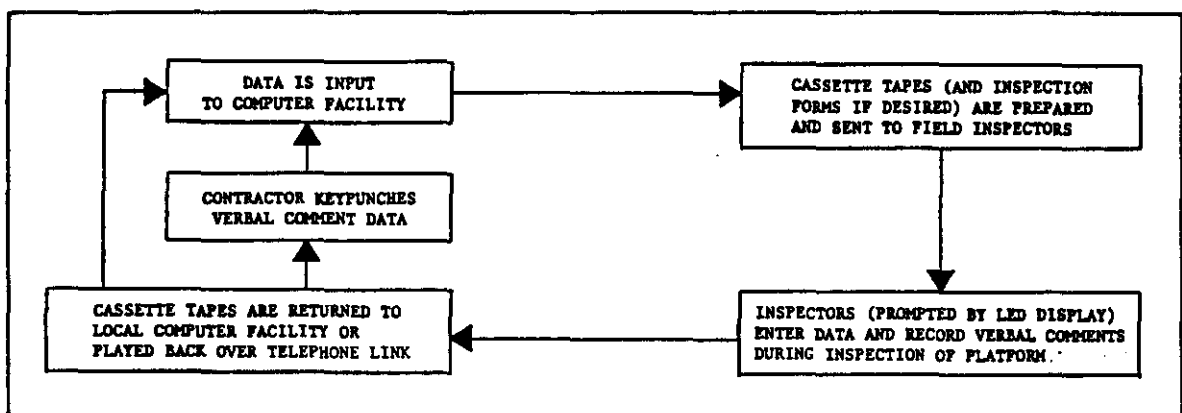 DATA IS INPUT
TO COMPUTER FACILITY
CASSETTE TAPES (AND INSPECTION
FORMS IF DESIRED) ARE PREPARED
AND SENT TO FIELD INSPECTORS
CONTRACTOR KEYPUNCHES
VERBAL COMMENT DATA
CASSETTE TAPES ARE RETURNED TO
LOCAL COMPUTER FACILITY OR
PLAYED BACK OVER TELEPHONE LINK
INSPECTORS (PROMPTED BY LED DISPLAY)
ENTER DATA AND RECORD VERBAL COMMENTS
DURING INSPECTION OF PLATFORM.